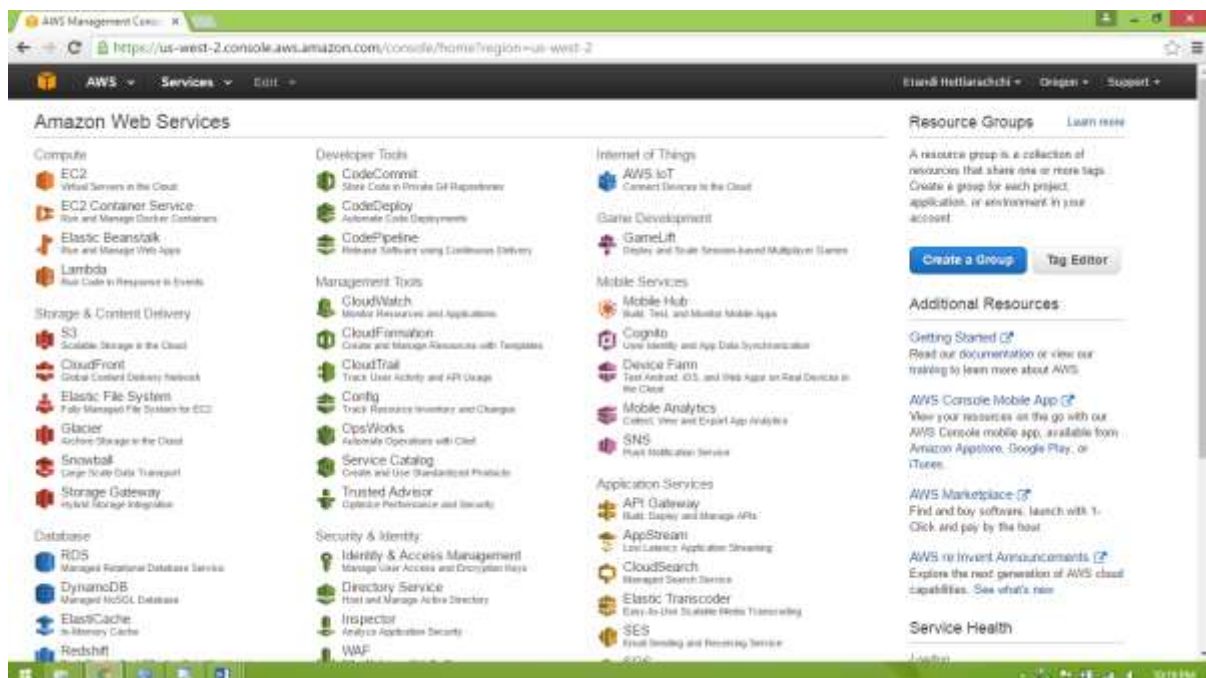 AWS Management Conso
https://us-west-2.console.aws.amazon.com/console/home?region=us-west-2
AWS Services Edit
Hettiarachchi Oregon Support
Amazon Web Services
Compute
EC2
Virtual Servers in the Cloud
EC2 Container Service
Run and Manage Docker Containers
Elastic Beanstalk
Run and Manage Web Apps
Lambda
Run Code in Response to Events
Storage & Content Delivery
S3
Scalable Storage in the Cloud
CloudFront
Global Content Delivery Network
Elastic File System
Fully Managed File System for EC2
Glacier
Archive Storage in the Cloud
Snowball
Large Scale Data Transport
Storage Gateway
Hybrid Storage Integration
Database
RDS
Managed Relational Database Service
DynamoDB
Managed NoSQL Database
ElastiCache
In-Memory Cache
Redshift
Developer Tools
CodeCommit
Store Code in Private Git Repositories
CodeDeploy
Automate Code Deployments
CodePipeline
Release Software using Continuous Delivery
Management Tools
CloudWatch
Monitor Resources and Applications
CloudFormation
Create and Manage Resources with Templates
CloudTrail
Track User Activity and API Usage
Config
Track Resource Inventory and Changes
OpsWorks
Automate Operations with Chef
Service Catalog
Create and Use Standardized Products
Trusted Advisor
Optimize Performance and Security
Security & Identity
Identity & Access Management
Manage User Access and Encryption Keys
Directory Service
Host and Manage Active Directory
Inspector
Analyze Application Security
WAF
Internet of Things
AWS IoT
Connect Devices to the Cloud
Game Development
GameLift
Deploy and Scale Session-based Multiplayer Games
Mobile Services
Mobile Hub
Build, Test, and Monitor Mobile Apps
Cognito
User Identity and App Data Synchronization
Device Farm
Test Android, iOS, and Web Apps on Real Devices in
the Cloud
Mobile Analytics
Collect, View and Export App Analytics
SNS
Push Notification Service
Application Services
API Gateway
Build, Deploy and Manage APIs
AppStream
Low Latency Application Streaming
CloudSearch
Managed Search Service
Elastic Transcoder
Easy-to-Use Scalable Media Transcoding
SES
Email Sending and Receiving Service
SQS
Resource Groups Learn more
A resource group is a collection of
resources that share one or more tags.
Create a group for each project,
application, or environment in your
account.
Create a Group Tag Editor
Additional Resources
Getting Started
Read our documentation or view our
training to learn more about AWS.
AWS Console Mobile App
View your resources on the go with our
AWS Console mobile app, available from
Amazon Appstore, Google Play, or
iTunes.
AWS Marketplace
Find and buy software, launch with 1-
Click and pay by the hour.
AWS re:Invent Announcements
Explore the next generation of AWS cloud
capabilities. See what's new
Service Health